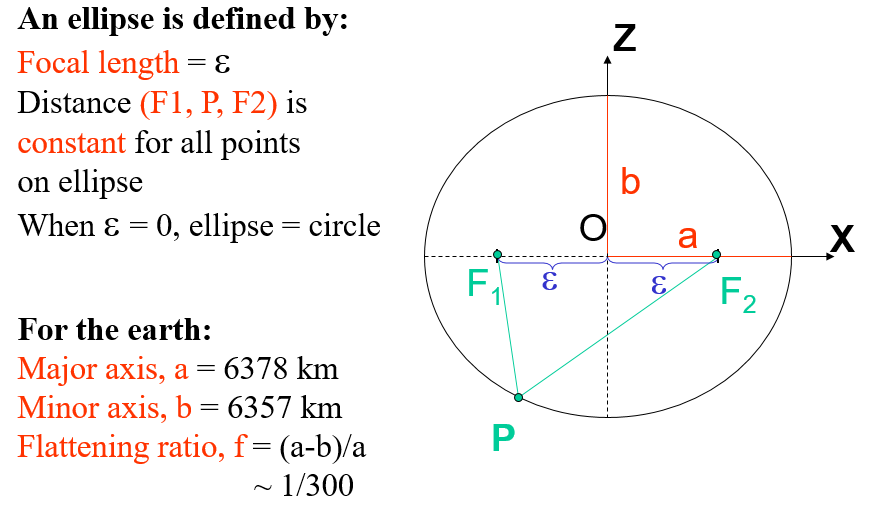 An ellipse is defined by:
Focal length = ε
Distance (F1, P, F2) is
constant for all points
on ellipse
When ε = 0, ellipse = circle
For the earth:
Major axis, a = 6378 km
Minor axis, b = 6357 km
Flattening ratio, f = (a-b)/a
~ 1/300
Z
b
O
a
X
F₁
ε
ε
F₂
P